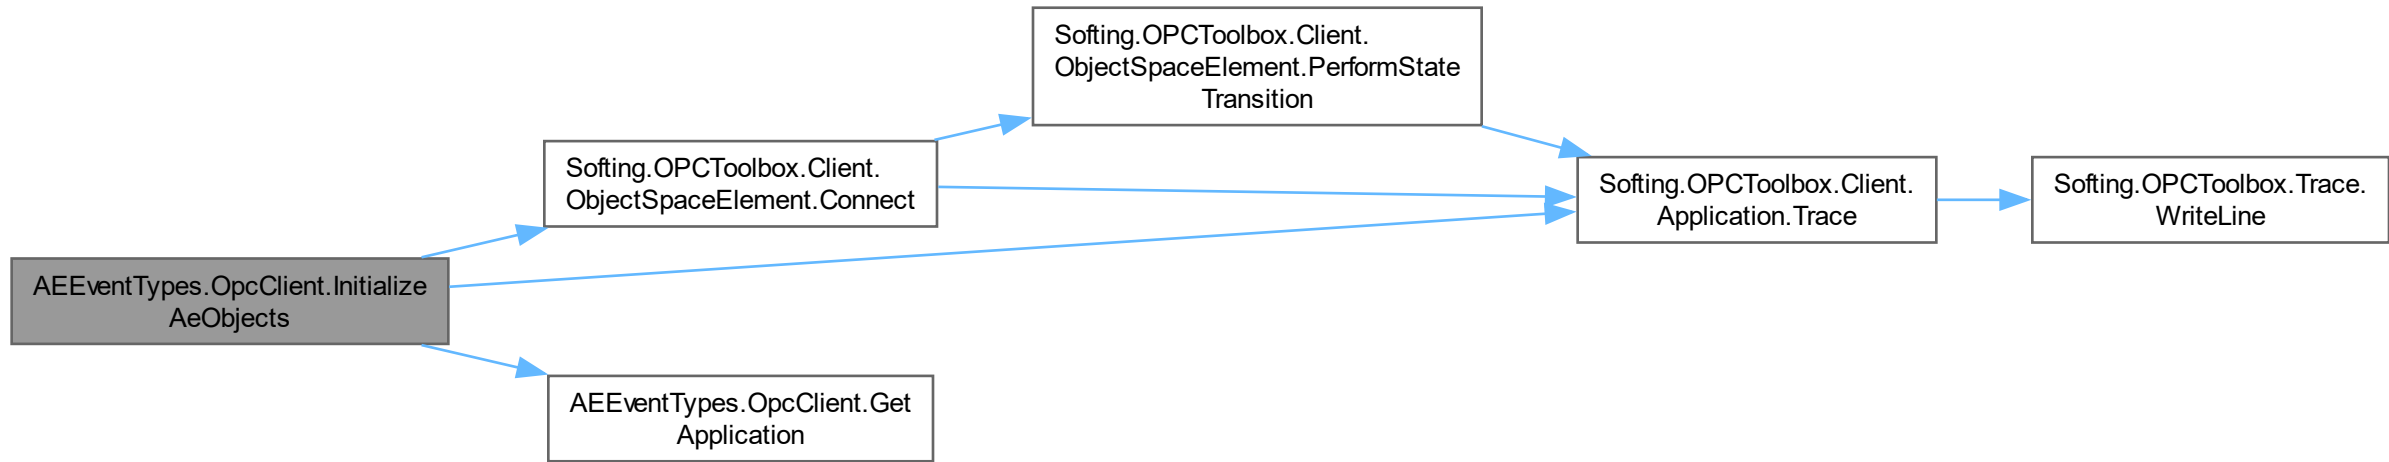 Softing.OPCToolbox.Client.
ObjectSpaceElement.PerformState
Transition
Softing.OPCToolbox.Client.
ObjectSpaceElement.Connect
Softing.OPCToolbox.Client.
Application.Trace
Softing.OPCToolbox.Trace.
WriteLine
AEEventTypes.OpcClient.Initialize
AeObjects
AEEventTypes.OpcClient.Get
Application